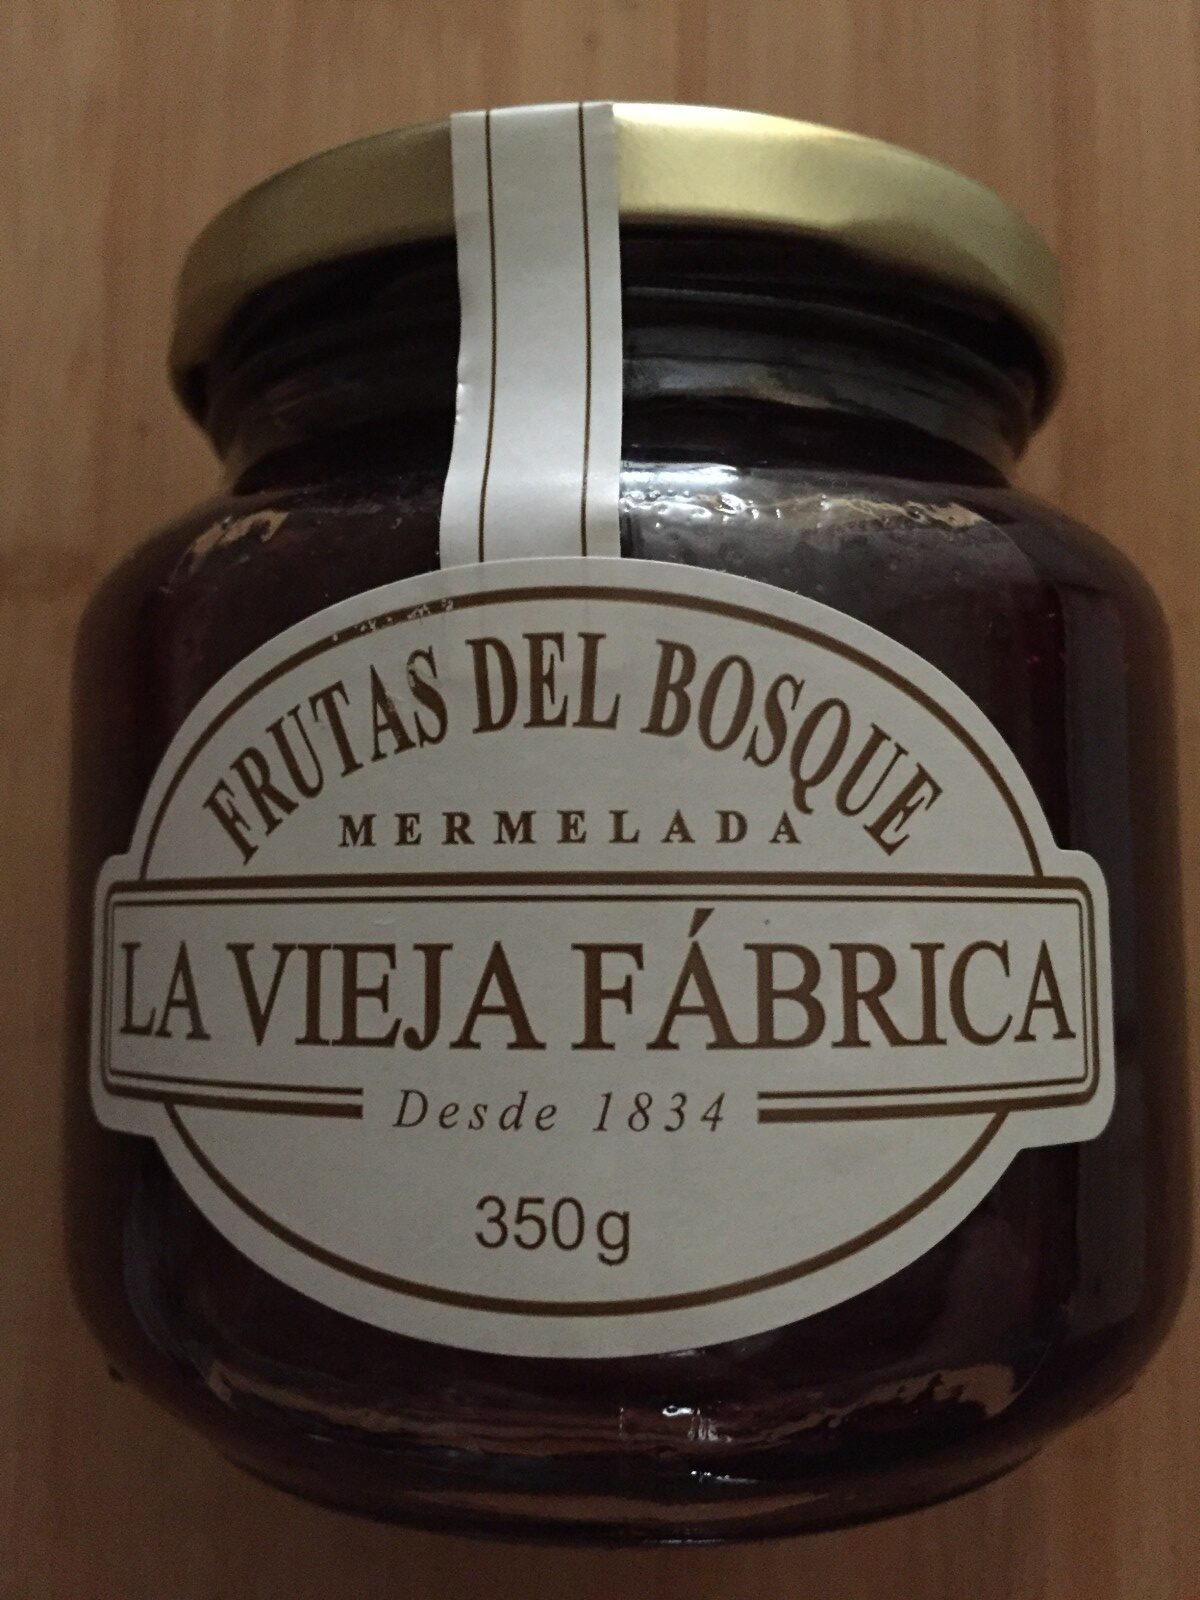 FRUTAS DEL BOSQUE
MERMELADA
LA VIEJA FÁBRICA
Desde 1834
350g